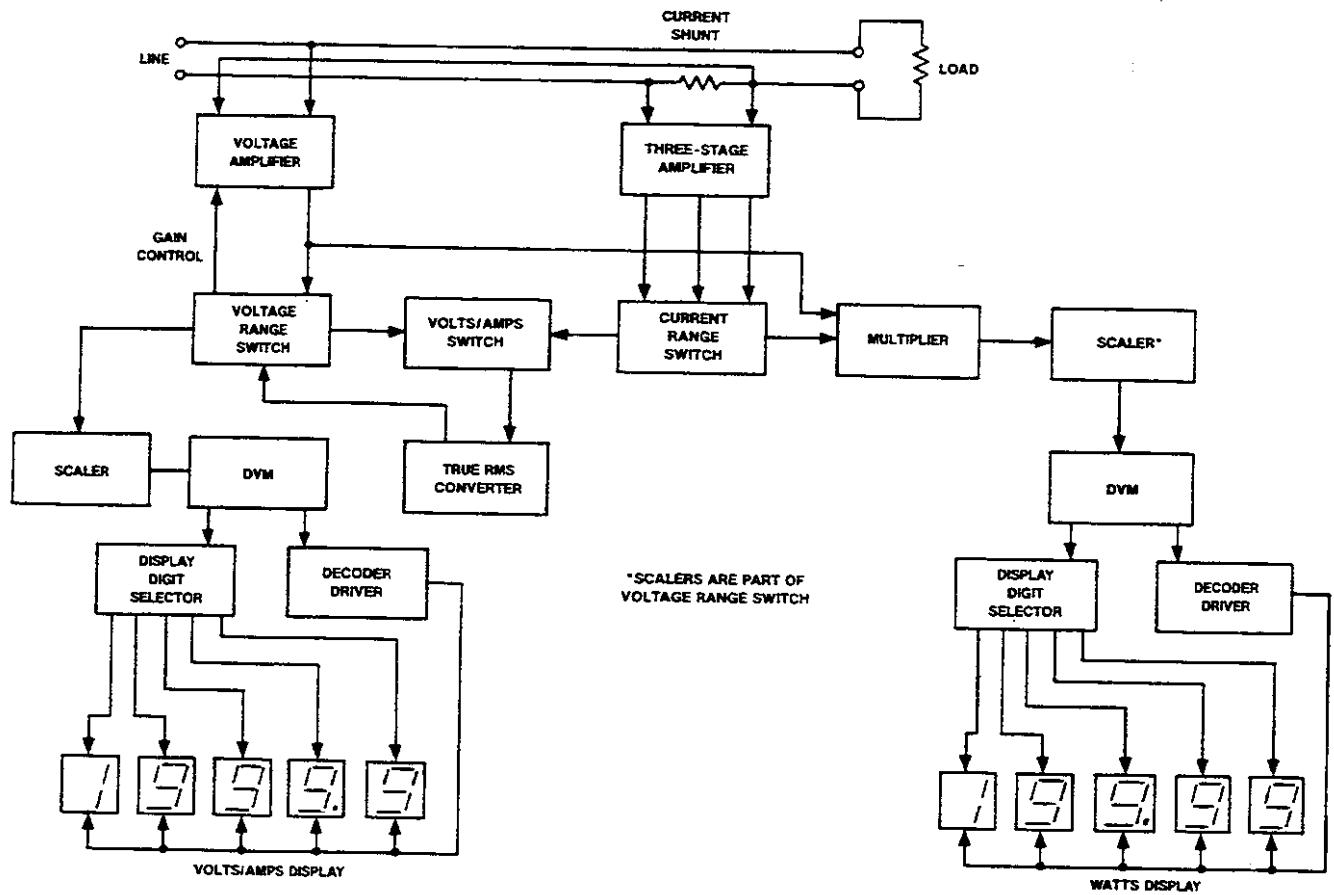 CURRENT
SHUNT
LINE
LOAD
VOLTAGE
AMPLIFIER
THREE-STAGE
AMPLIFIER
GAIN
CONTROL
VOLTAGE
RANGE
SWITCH
VOLTS/AMPS
SWITCH
CURRENT
RANGE
SWITCH
MULTIPLIER
SCALER*
SCALER
DVM
TRUE RMS
CONVERTER
DVM
DISPLAY
DIGIT
SELECTOR
DECODER
DRIVER
*SCALERS ARE PART OF
VOLTAGE RANGE SWITCH
DISPLAY
DIGIT
SELECTOR
DECODER
DRIVER
1 9 9 9. 9
1 9 9. 9 9
VOLTS/AMPS DISPLAY
WATTS DISPLAY